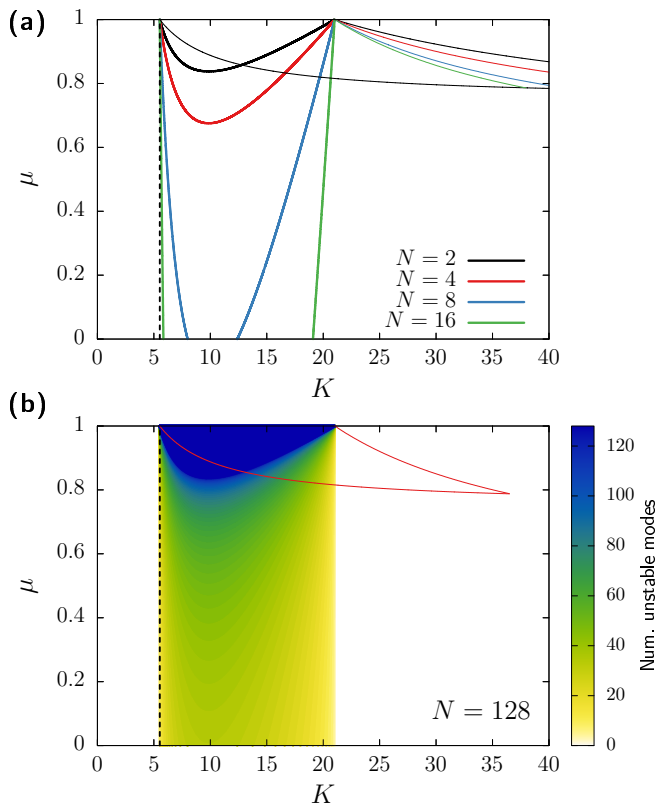 (a)
1
0.8
0.6
0.4
0.2
0
μ
N = 2
N = 4
N = 8
N = 16
0 5 10 15 20 25 30 35 40
K
(b)
1
0.8
0.6
0.4
0.2
0
μ
N = 128
0 5 10 15 20 25 30 35 40
K
120
100
80
60
40
20
0
Num. unstable modes